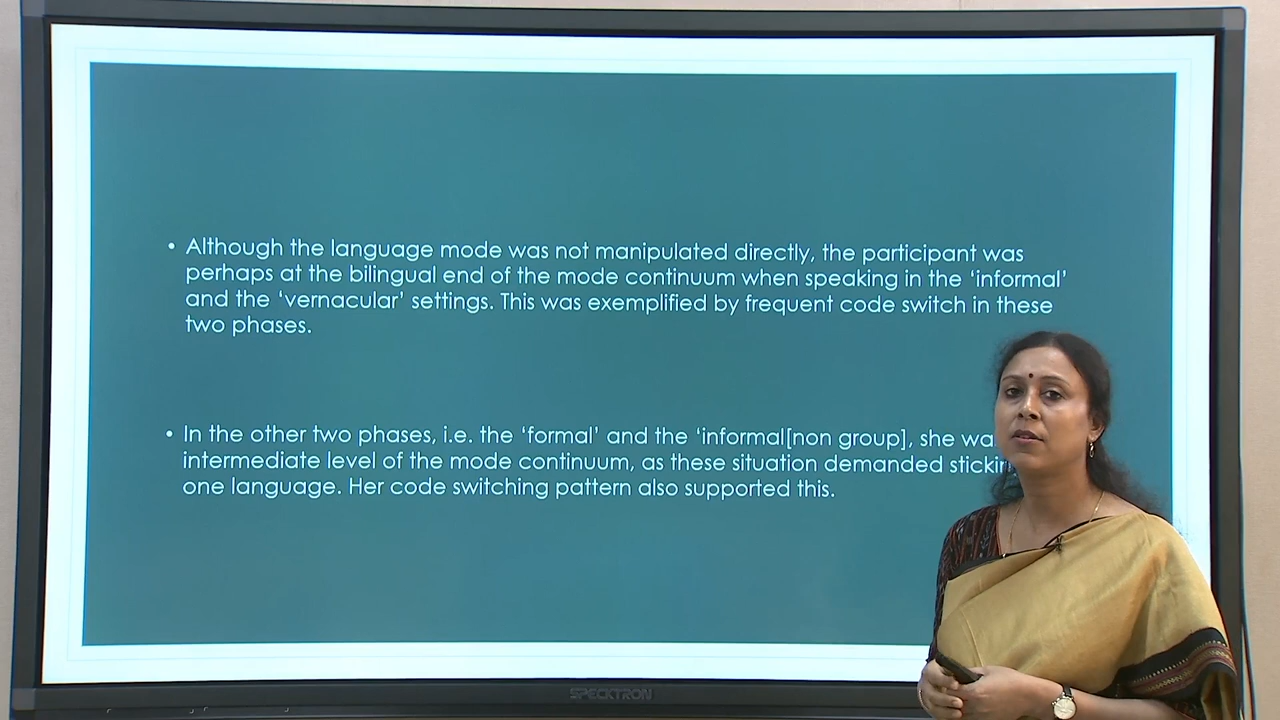 • Although the language mode was not manipulated directly, the participant was
perhaps at the bilingual end of the mode continuum when speaking in the ‘informal’
and the ‘vernacular’ settings. This was exemplified by frequent code switch in these
two phases.
• In the other two phases, i.e. the ‘formal’ and the ‘informal[non group], she
intermediate level of the mode continuum, as these situation demanded
one language. Her code switching pattern also supported this.
SPECKTRON